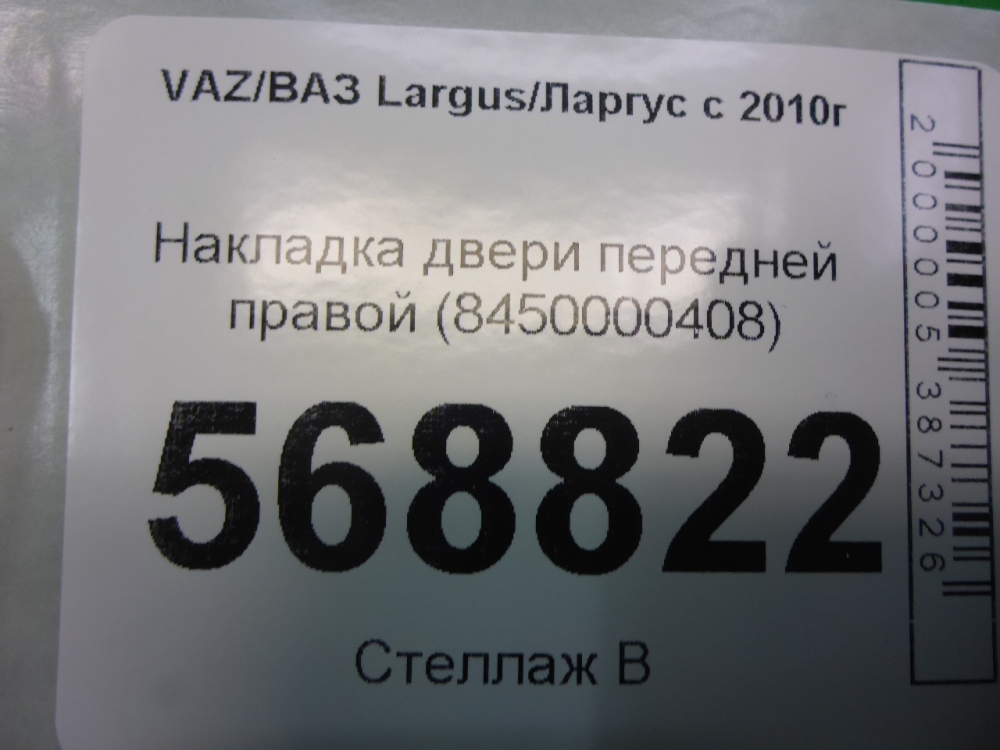 VAZ/ВАЗ Largus/Ларгус с 2010г
Накладка двери передней
правой (8450000408)
568822
Стеллаж В
2000005387326